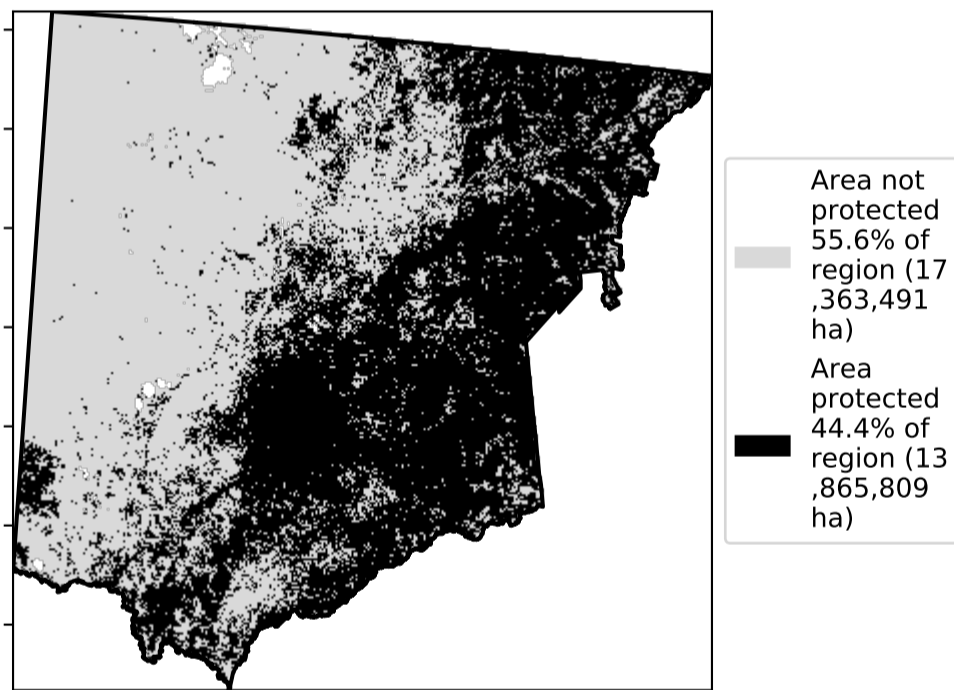 Area not
protected
55.6% of
region (17
,363,491
ha)
Area
protected
44.4% of
region (13
,865,809
ha)